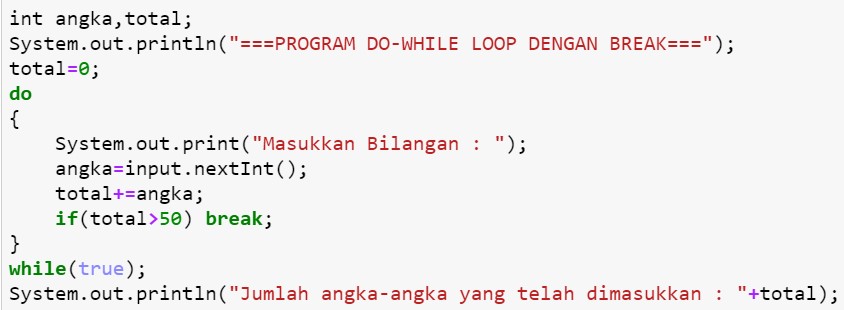 int angka,total;
System.out.println("===PROGRAM DO-WHILE LOOP DENGAN BREAK===");
total=0;
do
{
    System.out.print("Masukkan Bilangan : ");
    angka=input.nextInt();
    total+=angka;
    if(total>50) break;
}
while(true);
System.out.println("Jumlah angka-angka yang telah dimasukkan : "+total);